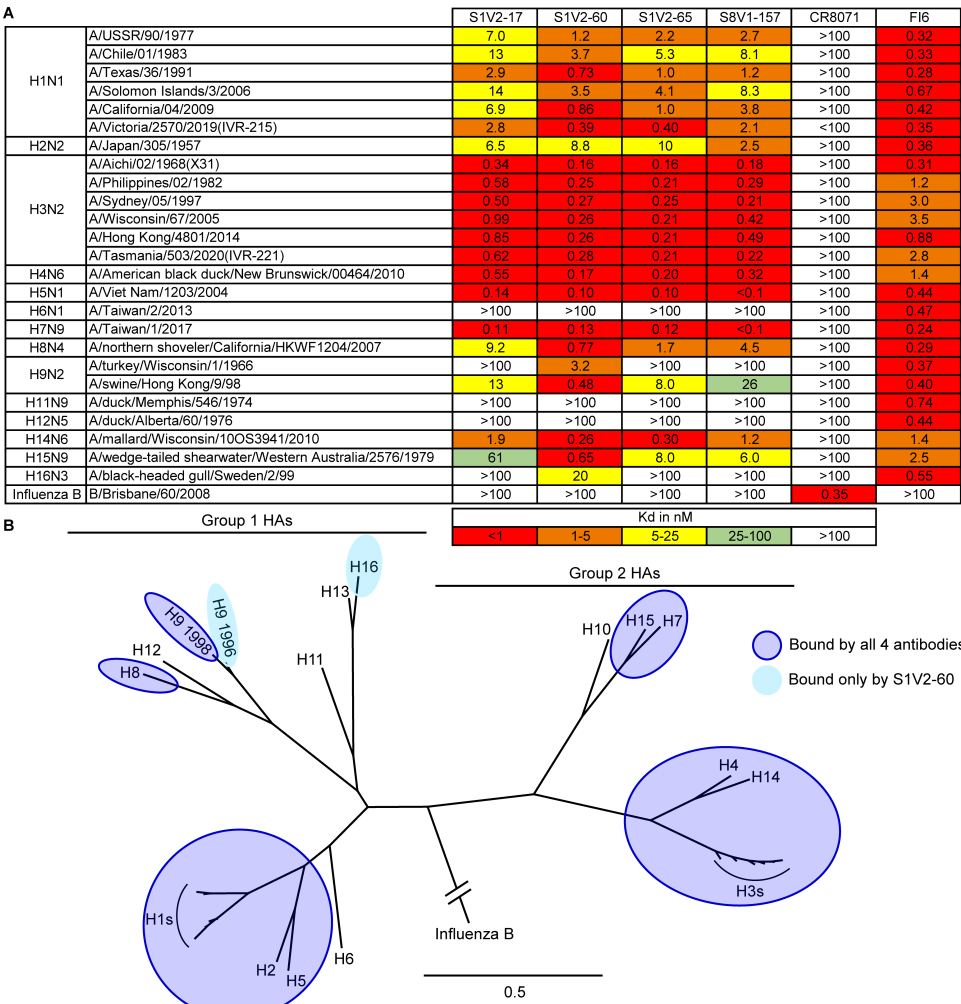 A
S1V2-17 S1V2-60 S1V2-65 S8V1-157 CR8071 FI6
H1N1
A/USSR/90/1977 7.0 1.2 2.2 2.7 >100 0.32
A/Chile/01/1983 13 3.7 5.3 8.1 >100 0.33
A/Texas/36/1991 2.9 0.73 1.0 1.2 >100 0.28
A/Solomon Islands/3/2006 14 3.5 4.1 8.3 >100 0.67
A/California/04/2009 6.9 0.86 1.0 3.8 >100 0.42
A/Victoria/2570/2019(IVR-215) 2.8 0.39 0.40 2.1 <100 0.35
H2N2 A/Japan/305/1957 6.5 8.8 10 2.5 >100 0.36
H3N2
A/Aichi/02/1968(X31) 0.34 0.16 0.16 0.18 >100 0.31
A/Philippines/02/1982 0.58 0.25 0.21 0.29 >100 1.2
A/Sydney/05/1997 0.50 0.27 0.25 0.21 >100 3.0
A/Wisconsin/67/2005 0.99 0.26 0.21 0.42 >100 3.5
A/Hong Kong/4801/2014 0.85 0.26 0.21 0.49 >100 0.88
A/Tasmania/503/2020(IVR-221) 0.62 0.28 0.21 0.22 >100 2.8
H4N6 A/American black duck/New Brunswick/00464/2010 0.55 0.17 0.20 0.32 >100 1.4
H5N1 A/Viet Nam/1203/2004 0.14 0.10 0.10 <0.1 >100 0.44
H6N1 A/Taiwan/2/2013 >100 >100 >100 >100 >100 0.47
H7N9 A/Taiwan/1/2017 0.11 0.13 0.12 <0.1 >100 0.24
H8N4 A/northern shoveler/California/HKWF1204/2007 9.2 0.77 1.7 4.5 >100 0.29
H9N2
A/turkey/Wisconsin/1/1966 >100 3.2 >100 >100 >100 0.37
A/swine/Hong Kong/9/98 13 0.48 8.0 26 >100 0.40
H11N9 A/duck/Memphis/546/1974 >100 >100 >100 >100 >100 0.74
H12N5 A/duck/Alberta/60/1976 >100 >100 >100 >100 >100 0.44
H14N6 A/mallard/Wisconsin/10OS3941/2010 1.9 0.26 0.30 1.2 >100 1.4
H15N9 A/wedge-tailed shearwater/Western Australia/2576/1979 61 0.65 8.0 6.0 >100 2.5
H16N3 A/black-headed gull/Sweden/2/99 >100 20 >100 >100 >100 0.55
Influenza B B/Brisbane/60/2008 >100 >100 >100 >100 0.35 >100
Kd in nM
<1 1-5 5-25 25-100 >100
B
Group 1 HAs
Group 2 HAs
H16
H13
H9 1998
H9 1996
H12
H8
H11
H10
H15
H7
Bound by all 4 antibodies
Bound only by S1V2-60
H4
H14
H3s
H1s
H2
H5
H6
Influenza B
0.5